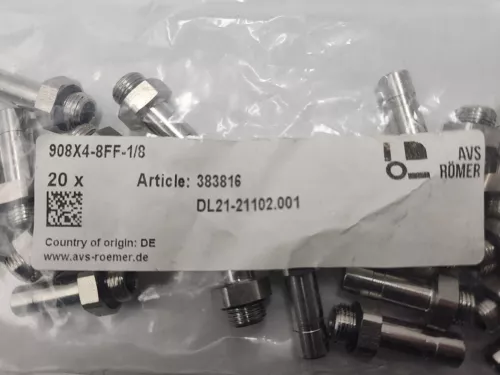 908X4-8FF-1/8
20 x Article: 383816
DL21-21102.001
AVS
RÖMER
Country of origin: DE
www.avs-roemer.de